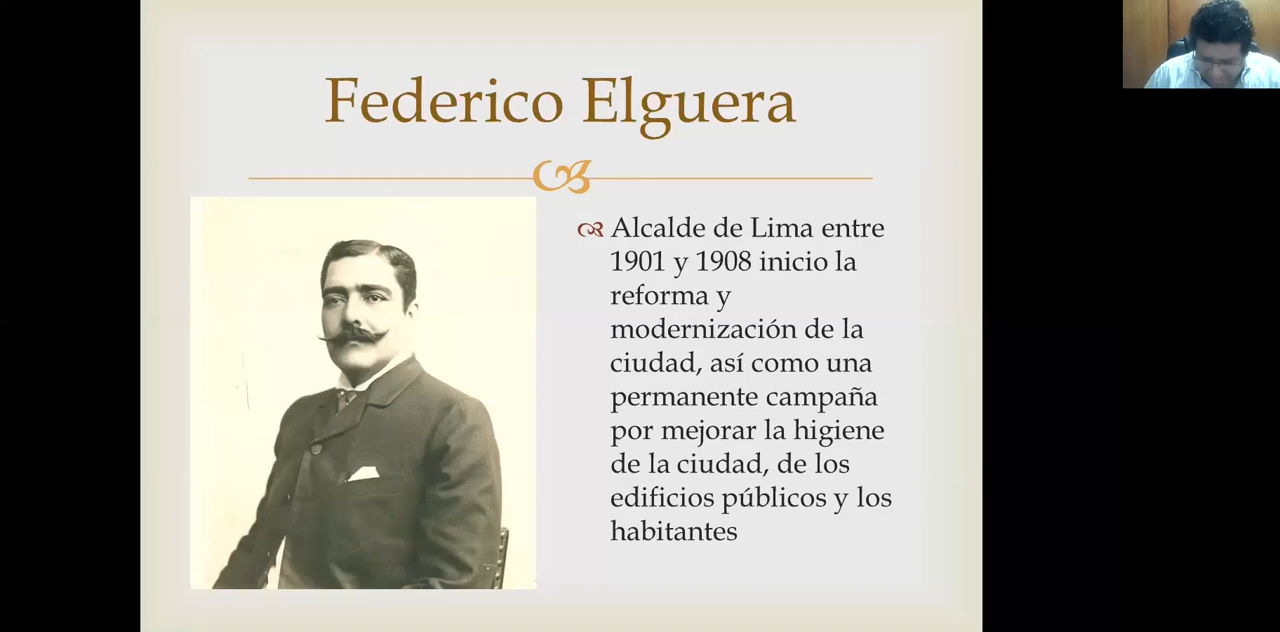 Federico Elguera
Alcalde de Lima entre
1901 y 1908 inicio la
reforma y
modernización de la
ciudad, así como una
permanente campaña
por mejorar la higiene
de la ciudad, de los
edificios públicos y los
habitantes